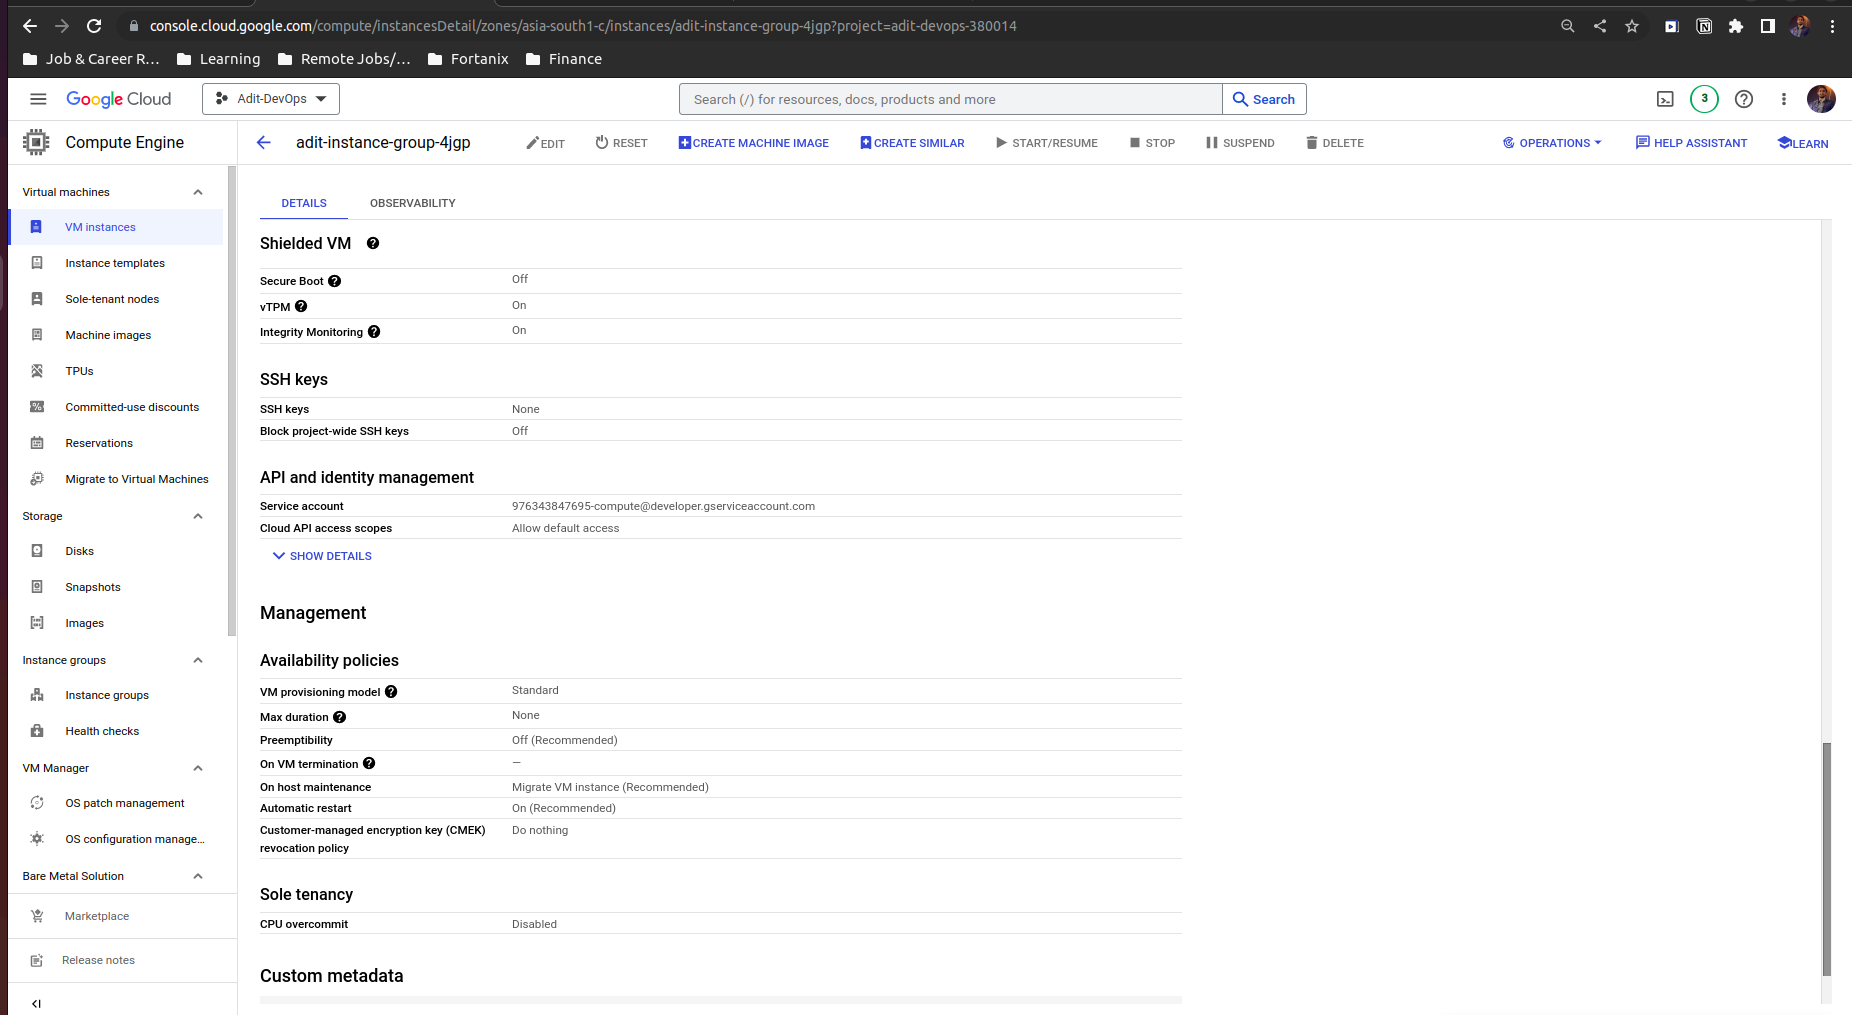 console.cloud.google.com/compute/instancesDetail/zones/asia-south1-c/instances/adit-instance-group-4jgp?project=adit-devops-380014
Job & Career R... Learning Remote Jobs/... Fortanix Finance
Google Cloud Adit-DevOps Search (/) for resources, docs, products and more Search 3
Compute Engine
adit-instance-group-4jgp EDIT RESET CREATE MACHINE IMAGE CREATE SIMILAR START/RESUME STOP SUSPEND DELETE OPERATIONS HELP ASSISTANT LEARN
Virtual machines
VM instances
Instance templates
Sole-tenant nodes
Machine images
TPUs
Committed-use discounts
Reservations
Migrate to Virtual Machines
Storage
Disks
Snapshots
Images
Instance groups
Instance groups
Health checks
VM Manager
OS patch management
OS configuration manage...
Bare Metal Solution
Marketplace
Release notes
DETAILS OBSERVABILITY
Shielded VM
Secure Boot Off
vTPM On
Integrity Monitoring On
SSH keys
SSH keys None
Block project-wide SSH keys Off
API and identity management
Service account 976343847695-compute@developer.gserviceaccount.com
Cloud API access scopes Allow default access
SHOW DETAILS
Management
Availability policies
VM provisioning model Standard
Max duration None
Preemptibility Off (Recommended)
On VM termination —
On host maintenance Migrate VM instance (Recommended)
Automatic restart On (Recommended)
Customer-managed encryption key (CMEK) Do nothing
revocation policy
Sole tenancy
CPU overcommit Disabled
Custom metadata